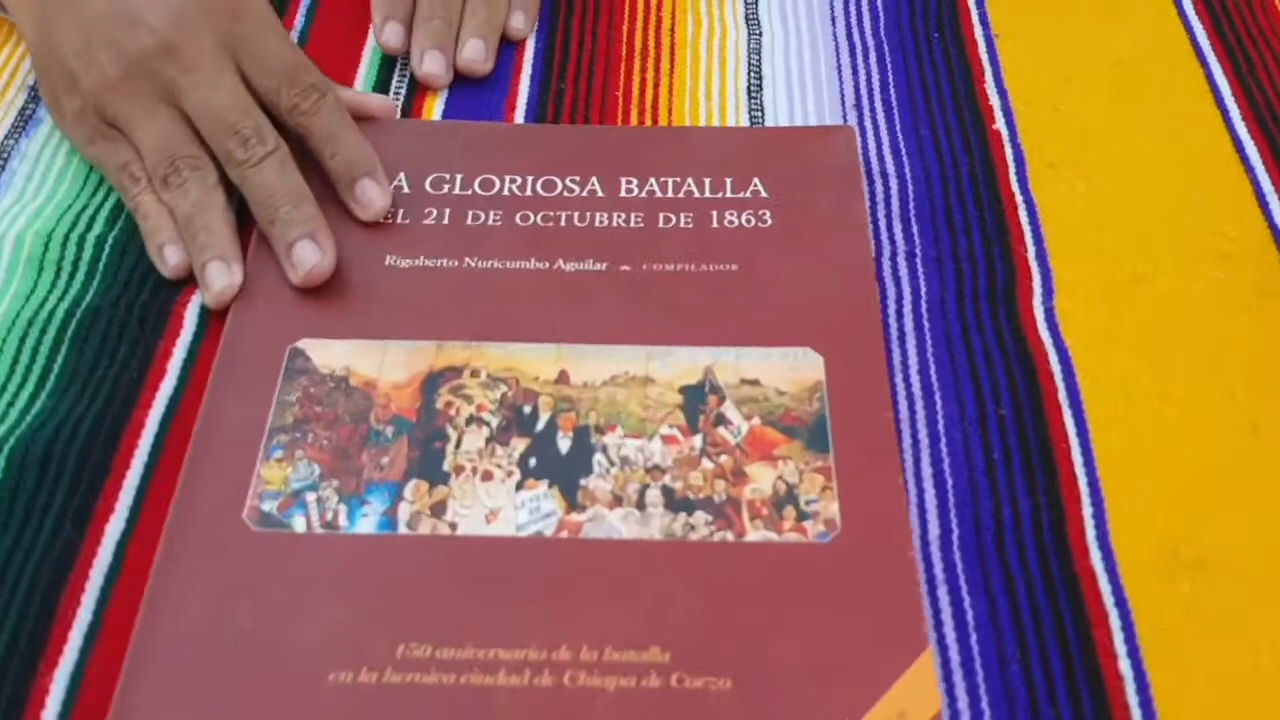 A GLORIOSA BATALLA
EL 21 DE OCTUBRE DE 1863
Rigoberto Nuricumbo Aguilar COMPILADOR
150 aniversario de la batalla
en la heroica ciudad de Chiapa de Corzo